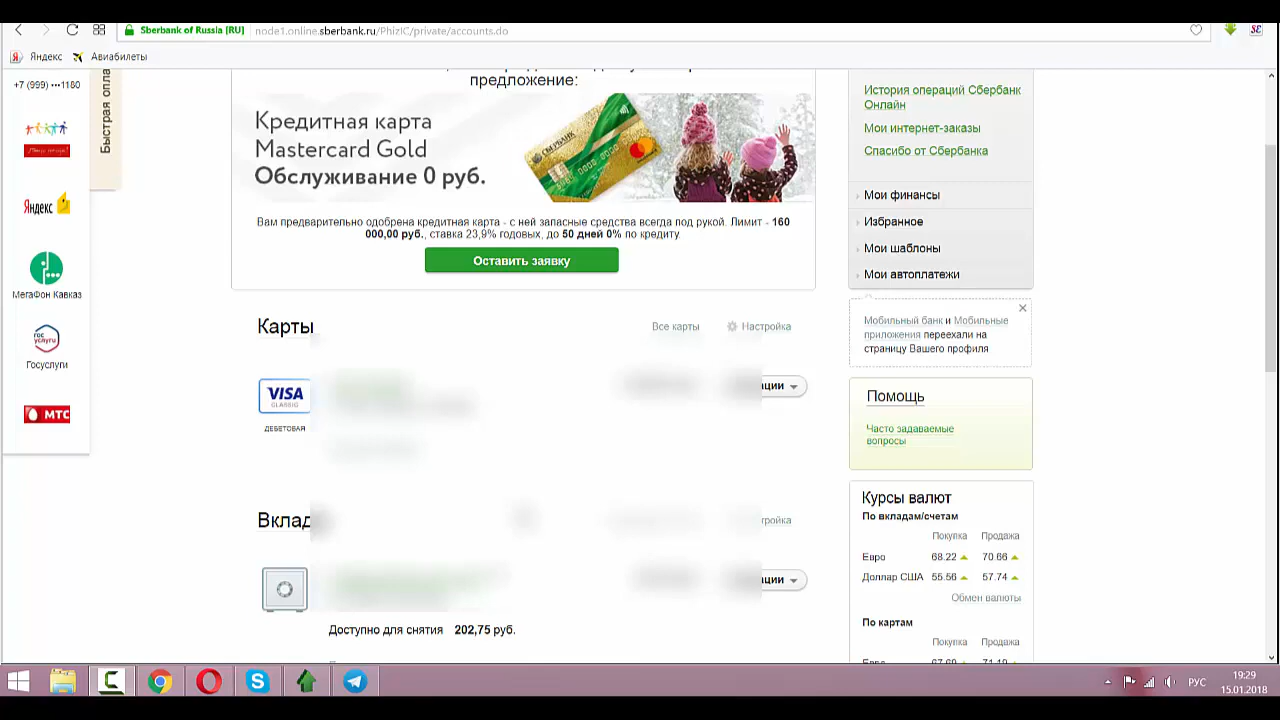 Sberbank of Russia [RU]
node1.online.sberbank.ru/PhizIC/private/accounts.do
Яндекс
Авиабилеты
+7 (999) •••1180
Яндекс
МегаФон Кавказ
гос услуги
Госуслуги
МТС
Быстрая опла
предложение:
Кредитная карта
Mastercard Gold
Обслуживание 0 руб.
СБЕРБАНК
Вам предварительно одобрена кредитная карта - с ней запасные средства всегда под рукой. Лимит - 160
000,00 руб., ставка 23,9% годовых, до 50 дней 0% по кредиту.
Оставить заявку
Карты
Все карты
Настройка
VISA
CLASSIC
ДЕБЕТОВАЯ
ции
Вклад
тройка
ции
Доступно для снятия 202,75 руб.
История операций Сбербанк
Онлайн
Мои интернет-заказы
Спасибо от Сбербанка
Мои финансы
Избранное
Мои шаблоны
Мои автоплатежи
Мобильный банк и Мобильные
приложения переехали на
страницу Вашего профиля
Помощь
Часто задаваемые
вопросы
Курсы валют
По вкладам/счетам
Покупка Продажа
Евро 68.22 70.66
Доллар США 55.56 57.74
Обмен валюты
По картам
Покупка Продажа
РУС
19:29
15.01.2018